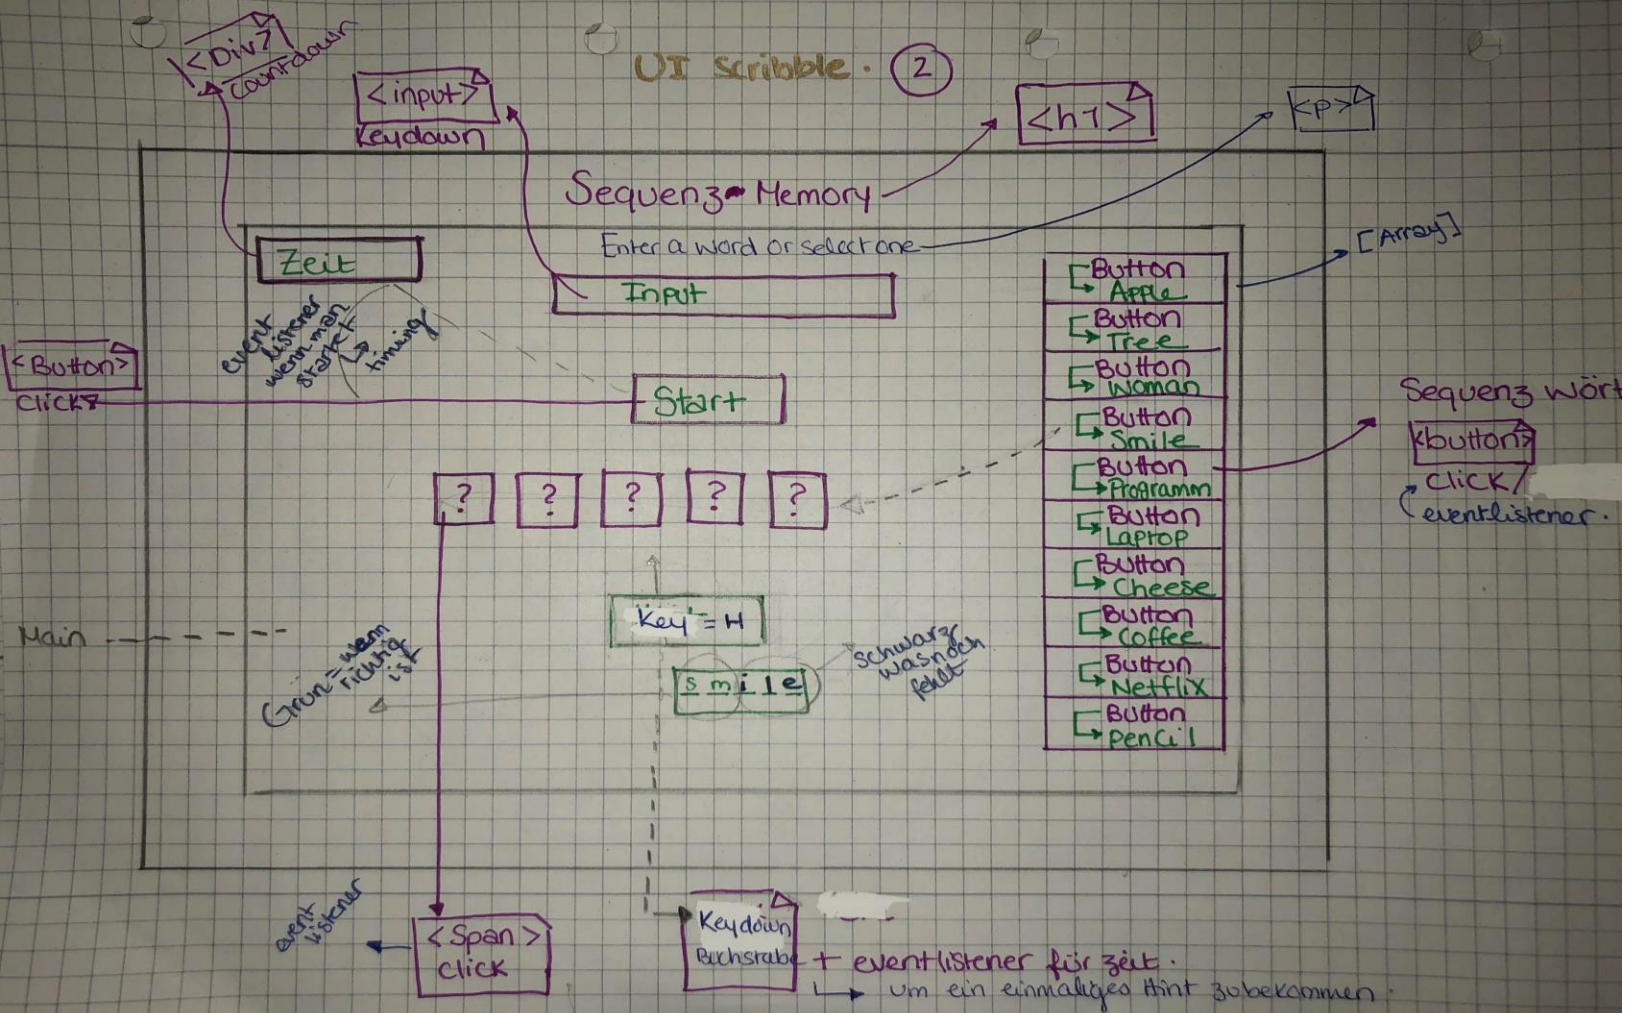 <Div>
Countdown
<input>
Keydown
UI Scribble. 2
<h1>
<p>
Sequenz-Memory
Enter a word or select one
[Array]
Zeit
Input
event
listener
wenn man
startet
timing
<Button>
Click
Start
Button
Apple
Button
Tree
Button
Woman
Button
Smile
Button
Programm
Button
Laptop
Button
Cheese
Button
Coffee
Button
Netflix
Button
Pencil
Sequenz Wört
<button>
click/
eventlistener.
? ? ? ? ?
Key = H
Main
Grün = wenn
richtig
ist
smile
schwarz
was noch
fehlt
event
listener
<Span>
click
Keydown
Buchstabe + eventlistener für zeit.
um ein einmaliges Hint zubekommen.